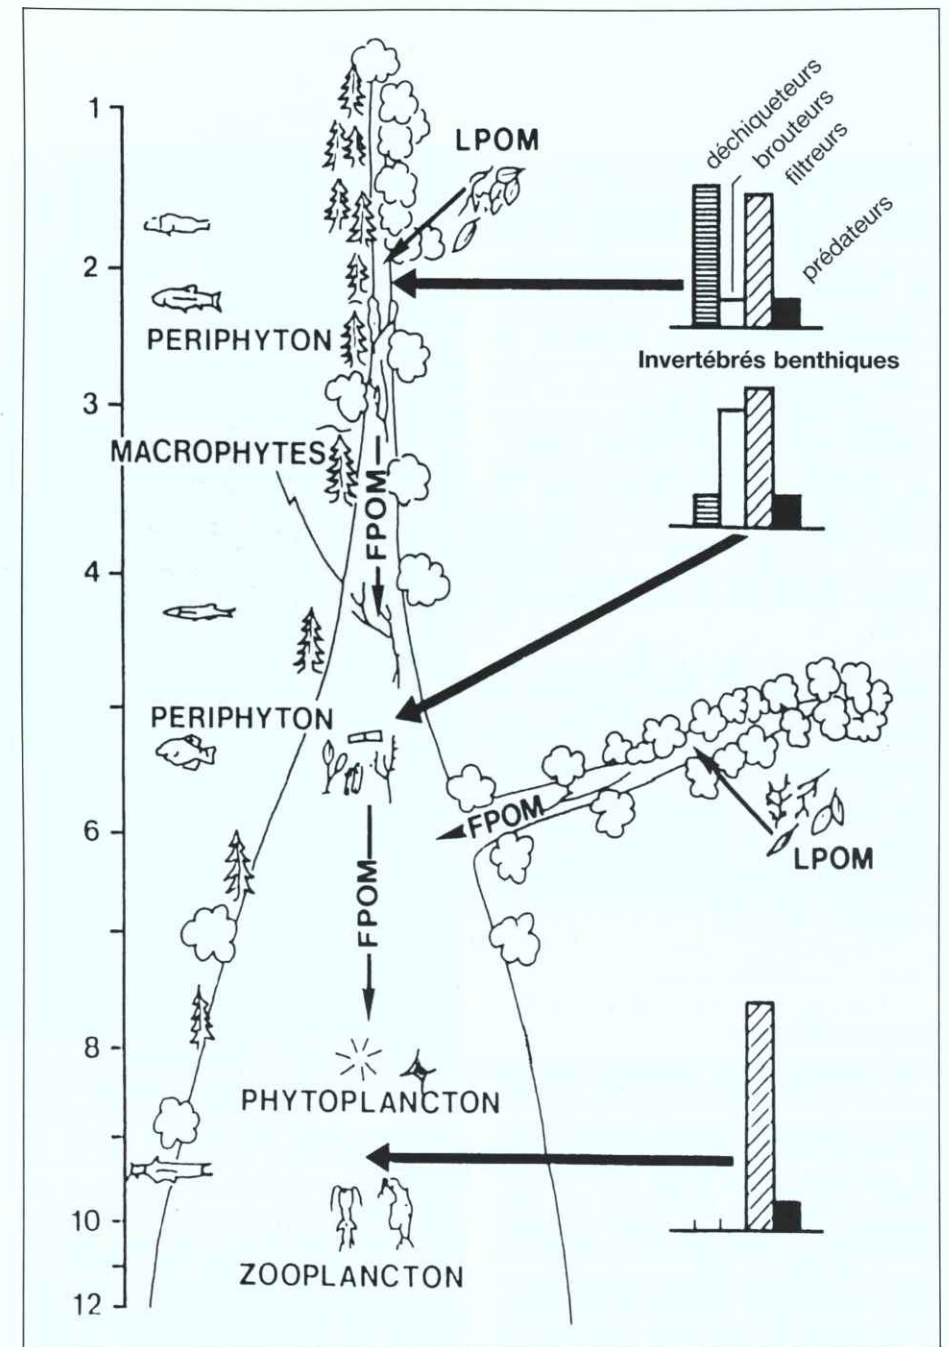 1
LPOM
déchiqueteurs
brouteurs
filtreurs
prédateurs
2
PERIPHYTON
Invertébrés benthiques
3
MACROPHYTES
FPOM
4
PERIPHYTON
FPOM
6
LPOM
FPOM
8
PHYTOPLANCTON
10
ZOOPLANCTON
12